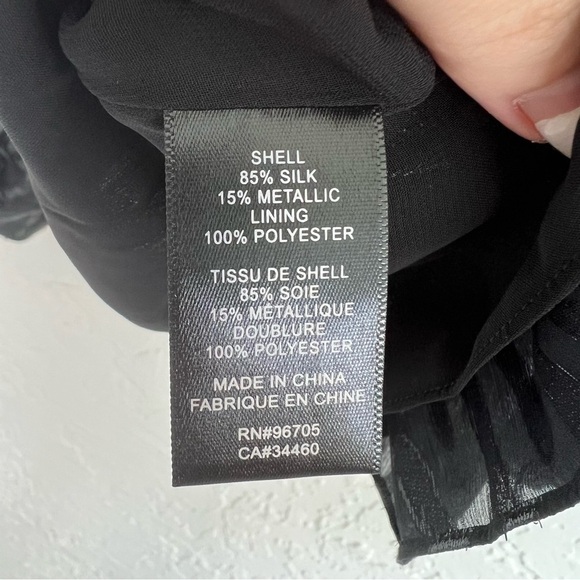 SHELL
85% SILK
15% METALLIC
LINING
100% POLYESTER
TISSU DE SHELL
85% SOIE
15% METALLIQUE
DOUBLURE
100% POLYESTER
MADE IN CHINA
FABRIQUE EN CHINE
RN#96705
CA#34460